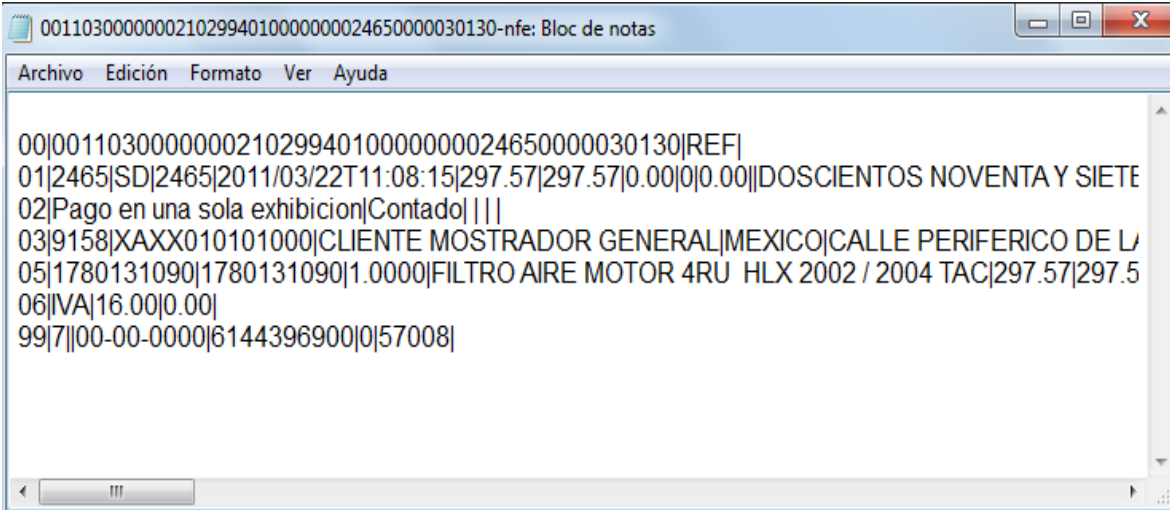 0011030000000210299401000000002465​0000030130-nfe: Bloc de notas
Archivo Edición Formato Ver Ayuda
00|00110300000002102994010000000024650000030130|REF|
01|2465|SD|2465|2011/03/22T11:08:15|297.57|297.57|0.00|0|0.00||DOSCIENTOS NOVENTA Y SIETE
02|Pago en una sola exhibicion|Contado||||
03|9158|XAXX010101000|CLIENTE MOSTRADOR GENERAL|MEXICO|CALLE PERIFERICO DE LA
05|1780131090|1780131090|1.0000|FILTRO AIRE MOTOR 4RU HLX 2002 / 2004 TAC|297.57|297.5
06|IVA|16.00|0.00|
99|7||00-00-0000|6144396900|0|57008|